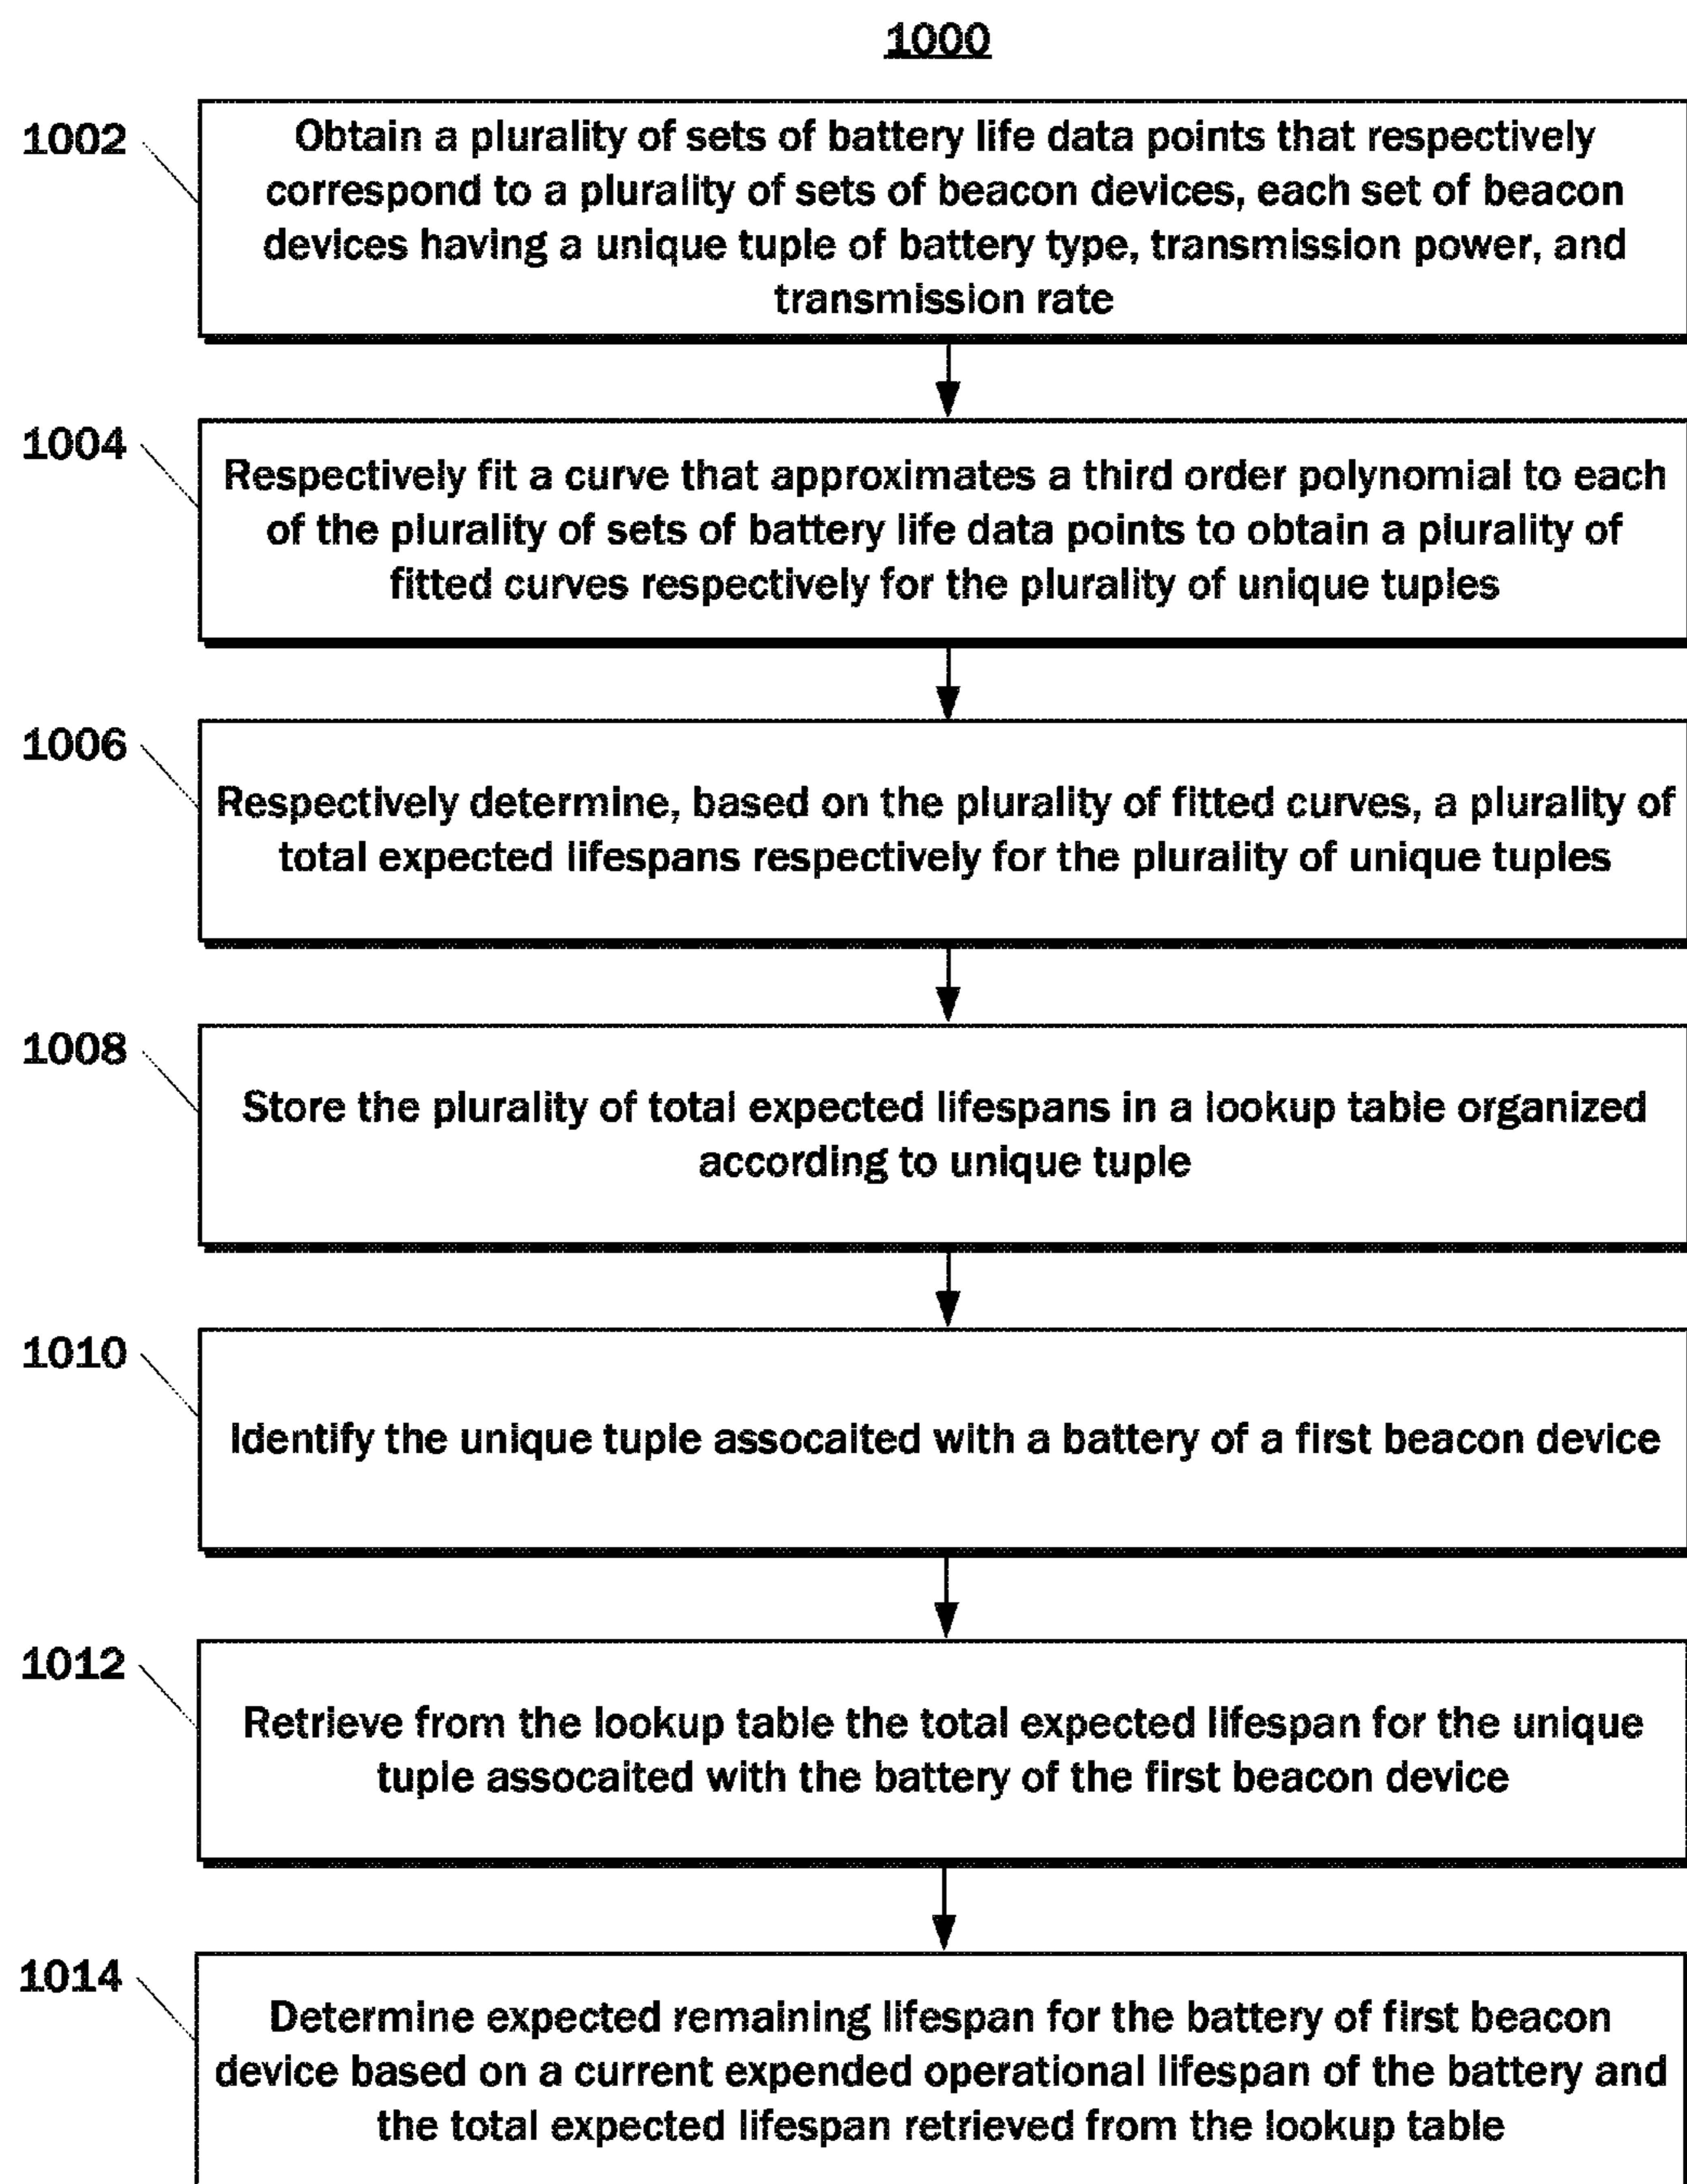 1000
1002
Obtain a plurality of sets of battery life data points that respectively
correspond to a plurality of sets of beacon devices, each set of beacon
devices having a unique tuple of battery type, transmission power, and
transmission rate
1004
Respectively fit a curve that approximates a third order polynomial to each
of the plurality of sets of battery life data points to obtain a plurality of
fitted curves respectively for the plurality of unique tuples
1006
Respectively determine, based on the plurality of fitted curves, a plurality of
total expected lifespans respectively for the plurality of unique tuples
1008
Store the plurality of total expected lifespans in a lookup table organized
according to unique tuple
1010
Identify the unique tuple assocaited with a battery of a first beacon device
1012
Retrieve from the lookup table the total expected lifespan for the unique
tuple assocaited with the battery of the first beacon device
1014
Determine expected remaining lifespan for the battery of first beacon
device based on a current expended operational lifespan of the battery and
the total expected lifespan retrieved from the lookup table